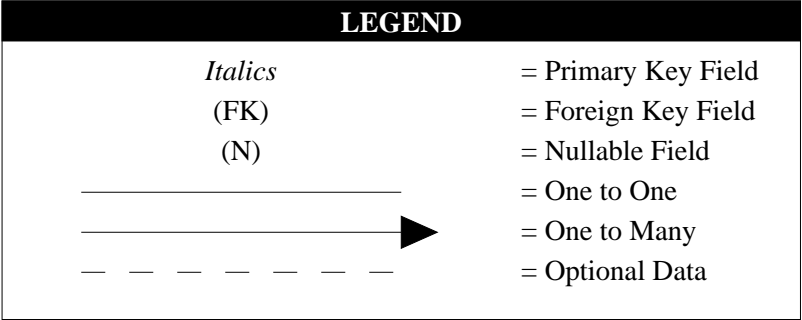 LEGEND
Italics = Primary Key Field
(FK) = Foreign Key Field
(N) = Nullable Field
= One to One
= One to Many
= Optional Data